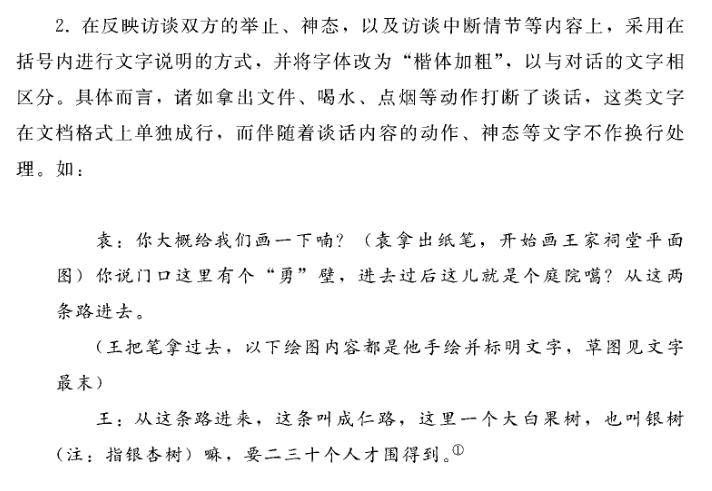 2. 在反映访谈双方的举止、神态，以及访谈中断情节等内容上，采用在
括号内进行文字说明的方式，并将字体改为“楷体加粗”，以与对话的文字相
区分。具体而言，诸如拿出文件、喝水、点烟等动作打断了谈话，这类文字
在文档格式上单独成行，而伴随着谈话内容的动作、神态等文字不作换行处
理。如：
袁：你大概给我们画一下喃？（袁拿出纸笔，开始画王家祠堂平面
图）你说门口这里有个“勇”壁，进去过后这儿就是个庭院噶？从这两
条路进去。
（王把笔拿过去，以下绘图内容都是他手绘并标明文字，草图见文字
最末）
王：从这条路进来，这条叫成仁路，这里一个大白果树，也叫银树
（注：指银杏树）嘛，要二三十个人才围得到。①